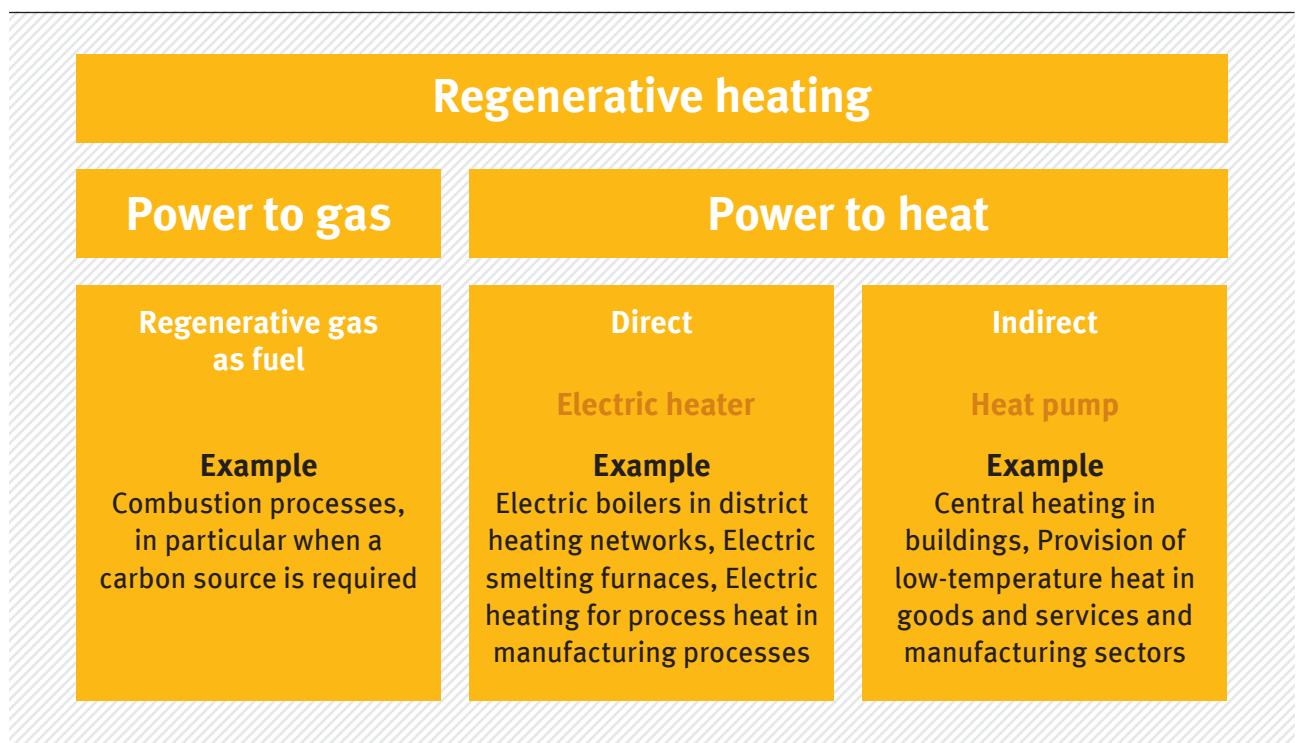 Regenerative heating
Power to gas
Power to heat
Regenerative gas
as fuel
Example
Combustion processes,
in particular when a
carbon source is required
Direct
Electric heater
Example
Electric boilers in district
heating networks, Electric
smelting furnaces, Electric
heating for process heat in
manufacturing processes
Indirect
Heat pump
Example
Central heating in
buildings, Provision of
low-temperature heat in
goods and services and
manufacturing sectors